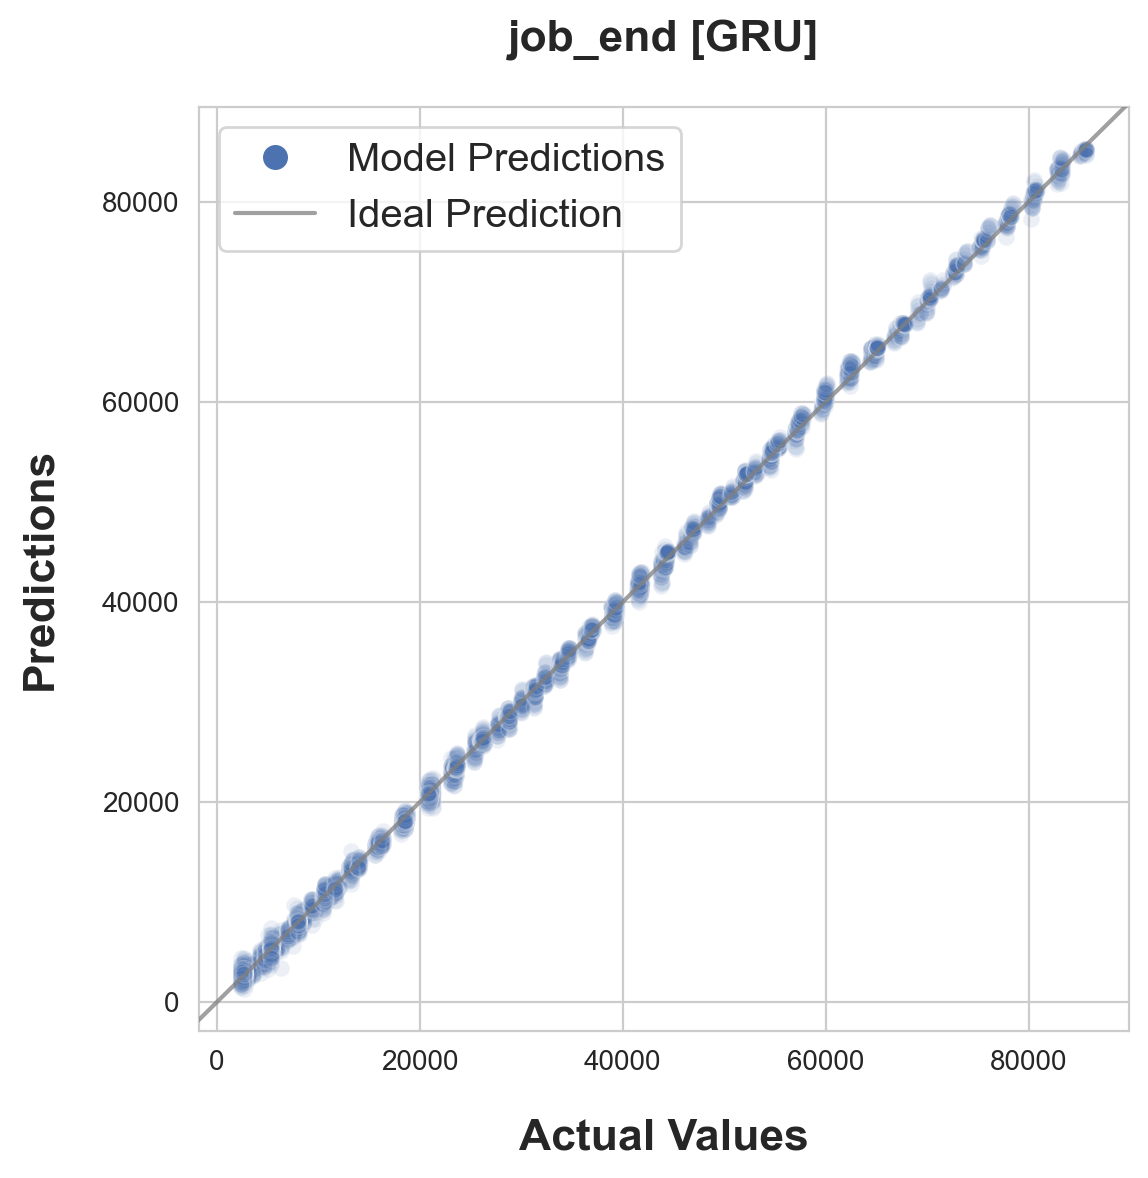 job_end [GRU]
Model Predictions
Ideal Prediction
Predictions
80000
60000
40000
20000
0
0 20000 40000 60000 80000
Actual Values